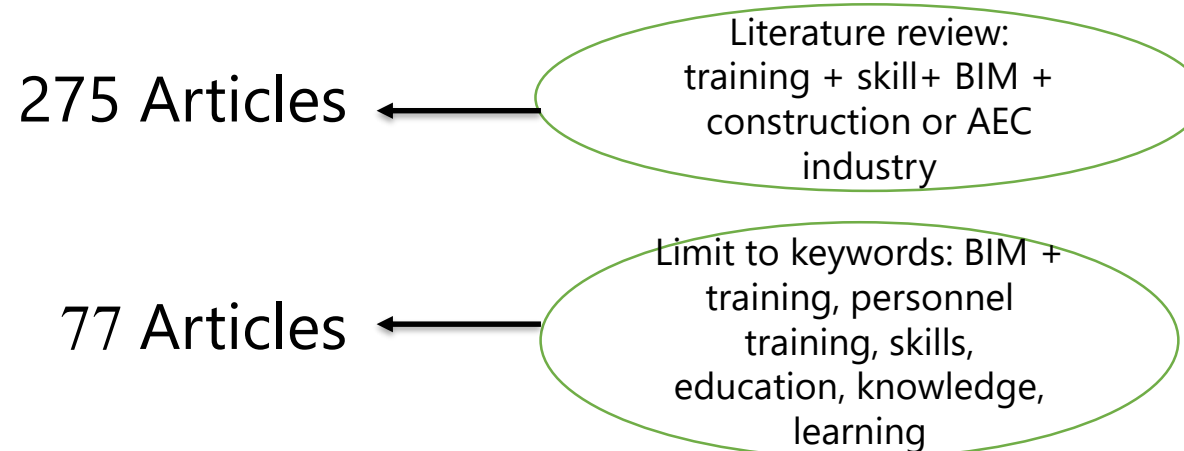 275 Articles
Literature review:
training + skill+ BIM +
construction or AEC
industry
77 Articles
Limit to keywords: BIM +
training, personnel
training, skills,
education, knowledge,
learning